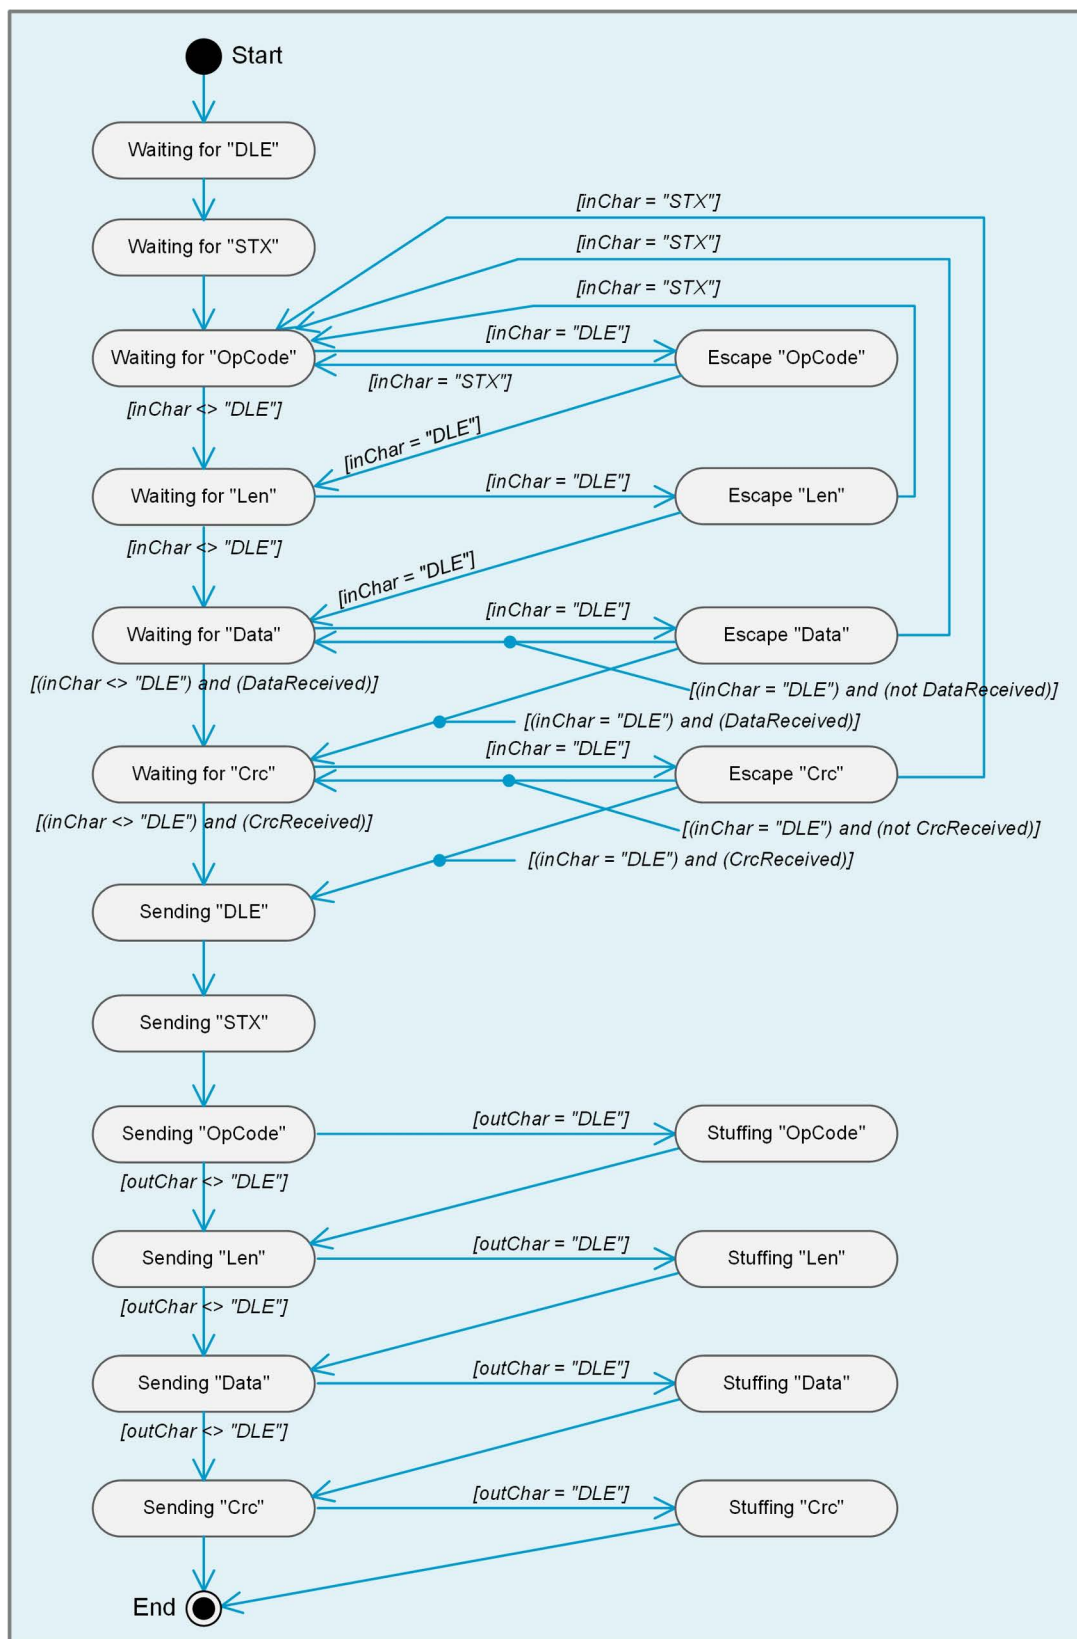 Start
Waiting for "DLE"
[inChar = "STX"]
Waiting for "STX"
[inChar = "STX"]
[inChar = "STX"]
[inChar = "DLE"]
Waiting for "OpCode"
Escape "OpCode"
[inChar = "STX"]
[inChar <> "DLE"]
[inChar = "DLE"]
[inChar = "DLE"]
Waiting for "Len"
Escape "Len"
[inChar <> "DLE"]
[inChar = "DLE"]
[inChar = "DLE"]
Waiting for "Data"
Escape "Data"
[(inChar <> "DLE") and (DataReceived)]
[(inChar = "DLE") and (not DataReceived)]
[(inChar = "DLE") and (DataReceived)]
[inChar = "DLE"]
Waiting for "Crc"
Escape "Crc"
[(inChar <> "DLE") and (CrcReceived)]
[(inChar = "DLE") and (not CrcReceived)]
[(inChar = "DLE") and (CrcReceived)]
Sending "DLE"
Sending "STX"
[outChar = "DLE"]
Sending "OpCode"
Stuffing "OpCode"
[outChar <> "DLE"]
[outChar = "DLE"]
Sending "Len"
Stuffing "Len"
[outChar <> "DLE"]
[outChar = "DLE"]
Sending "Data"
Stuffing "Data"
[outChar <> "DLE"]
[outChar = "DLE"]
Sending "Crc"
Stuffing "Crc"
End